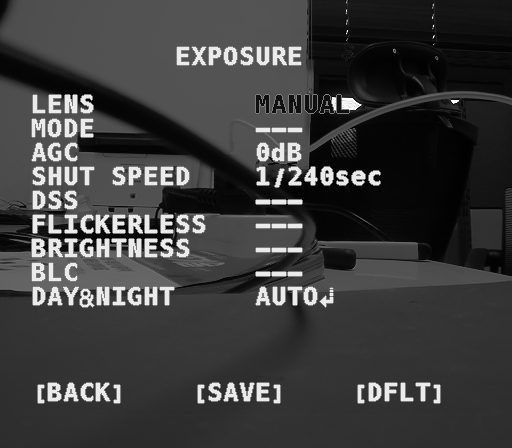 EXPOSURE
LENS MANUAL
MODE ---
AGC 0dB
SHUT SPEED 1/240sec
DSS ---
FLICKERLESS ---
BRIGHTNESS ---
BLC ---
DAY&NIGHT AUTO↲
[BACK] [SAVE] [DFLT]